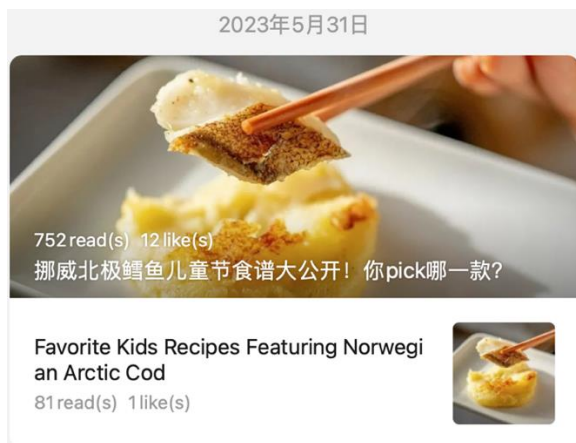 2023年5月31日
752 read(s) 12 like(s)
挪威北极鳕鱼儿童节食谱大公开！你pick哪一款？
Favorite Kids Recipes Featuring Norwegi
an Arctic Cod
81 read(s) 1 like(s)